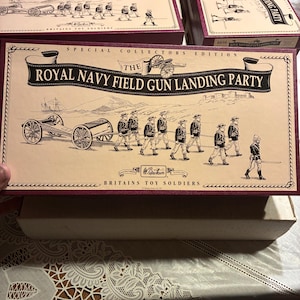 SPECIAL COLLECTORS EDITION
THE
ROYAL NAVY FIELD GUN LANDING PARTY
Britains
BRITAINS TOY SOLDIERS